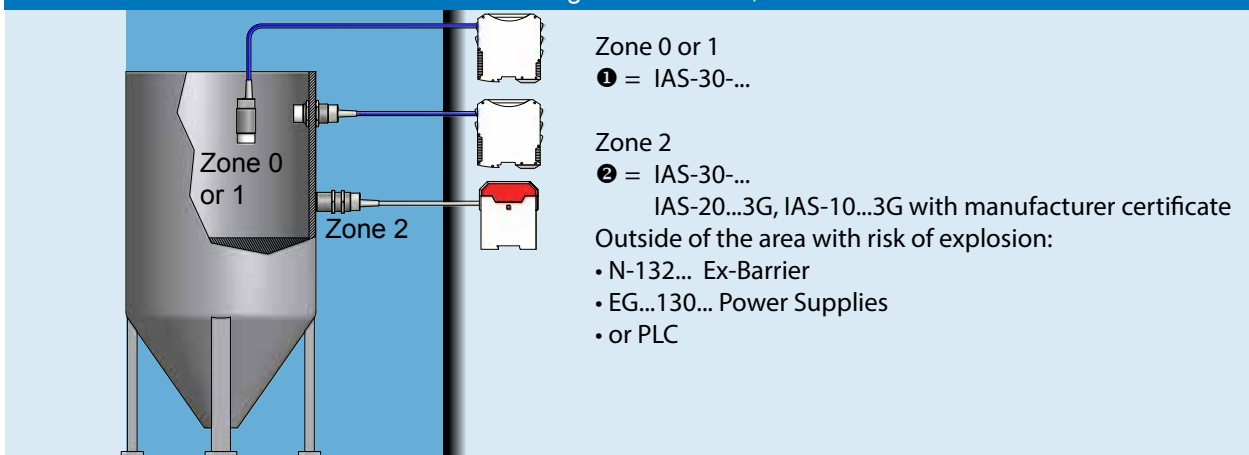 Zone 0 or 1
❶ = IAS-30-...
Zone 2
❷ = IAS-30-...
IAS-20...3G, IAS-10...3G with manufacturer certificate
Outside of the area with risk of explosion:
• N-132... Ex-Barrier
• EG...130... Power Supplies
• or PLC
Zone 0
or 1
Zone 2